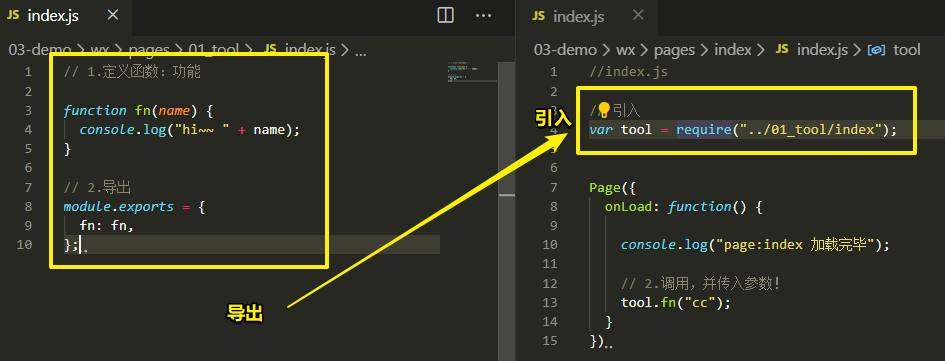 JS index.js ×
03-demo > wx > pages > 01_tool > JS index.js > ...
1 // 1.定义函数：功能
2
3 function fn(name) {
4 console.log("hi~~ " + name);
5 }
6
7 // 2.导出
8 module.exports = {
9 fn: fn,
10 };
引入
导出
JS index.js ×
03-demo > wx > pages > index > JS index.js > tool
1 //index.js
2
3 // 引入
4 var tool = require("../01_tool/index");
6
7 Page({
8 onLoad: function() {
9
10 console.log("page:index 加载完毕");
11
12 // 2.调用，并传入参数!
13 tool.fn("cc");
14 }
15 })